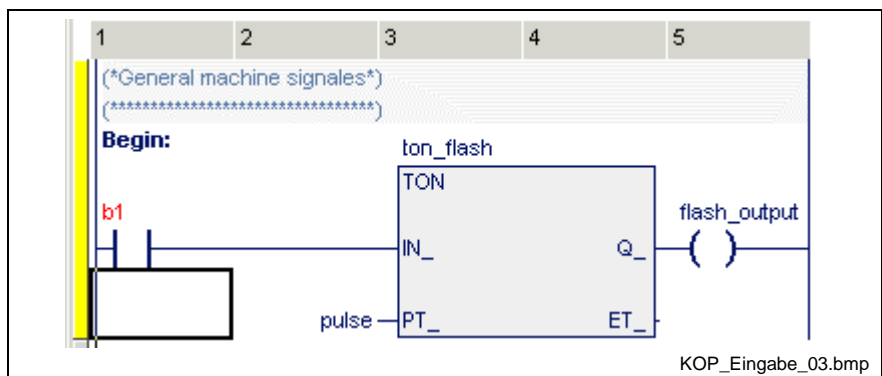 1 2 3 4 5
(*General machine signales*)
(*********************************)
Begin:
ton_flash
TON
b1
flash_output
IN_ Q_
( )
pulse PT_ ET_
KOP_Eingabe_03.bmp